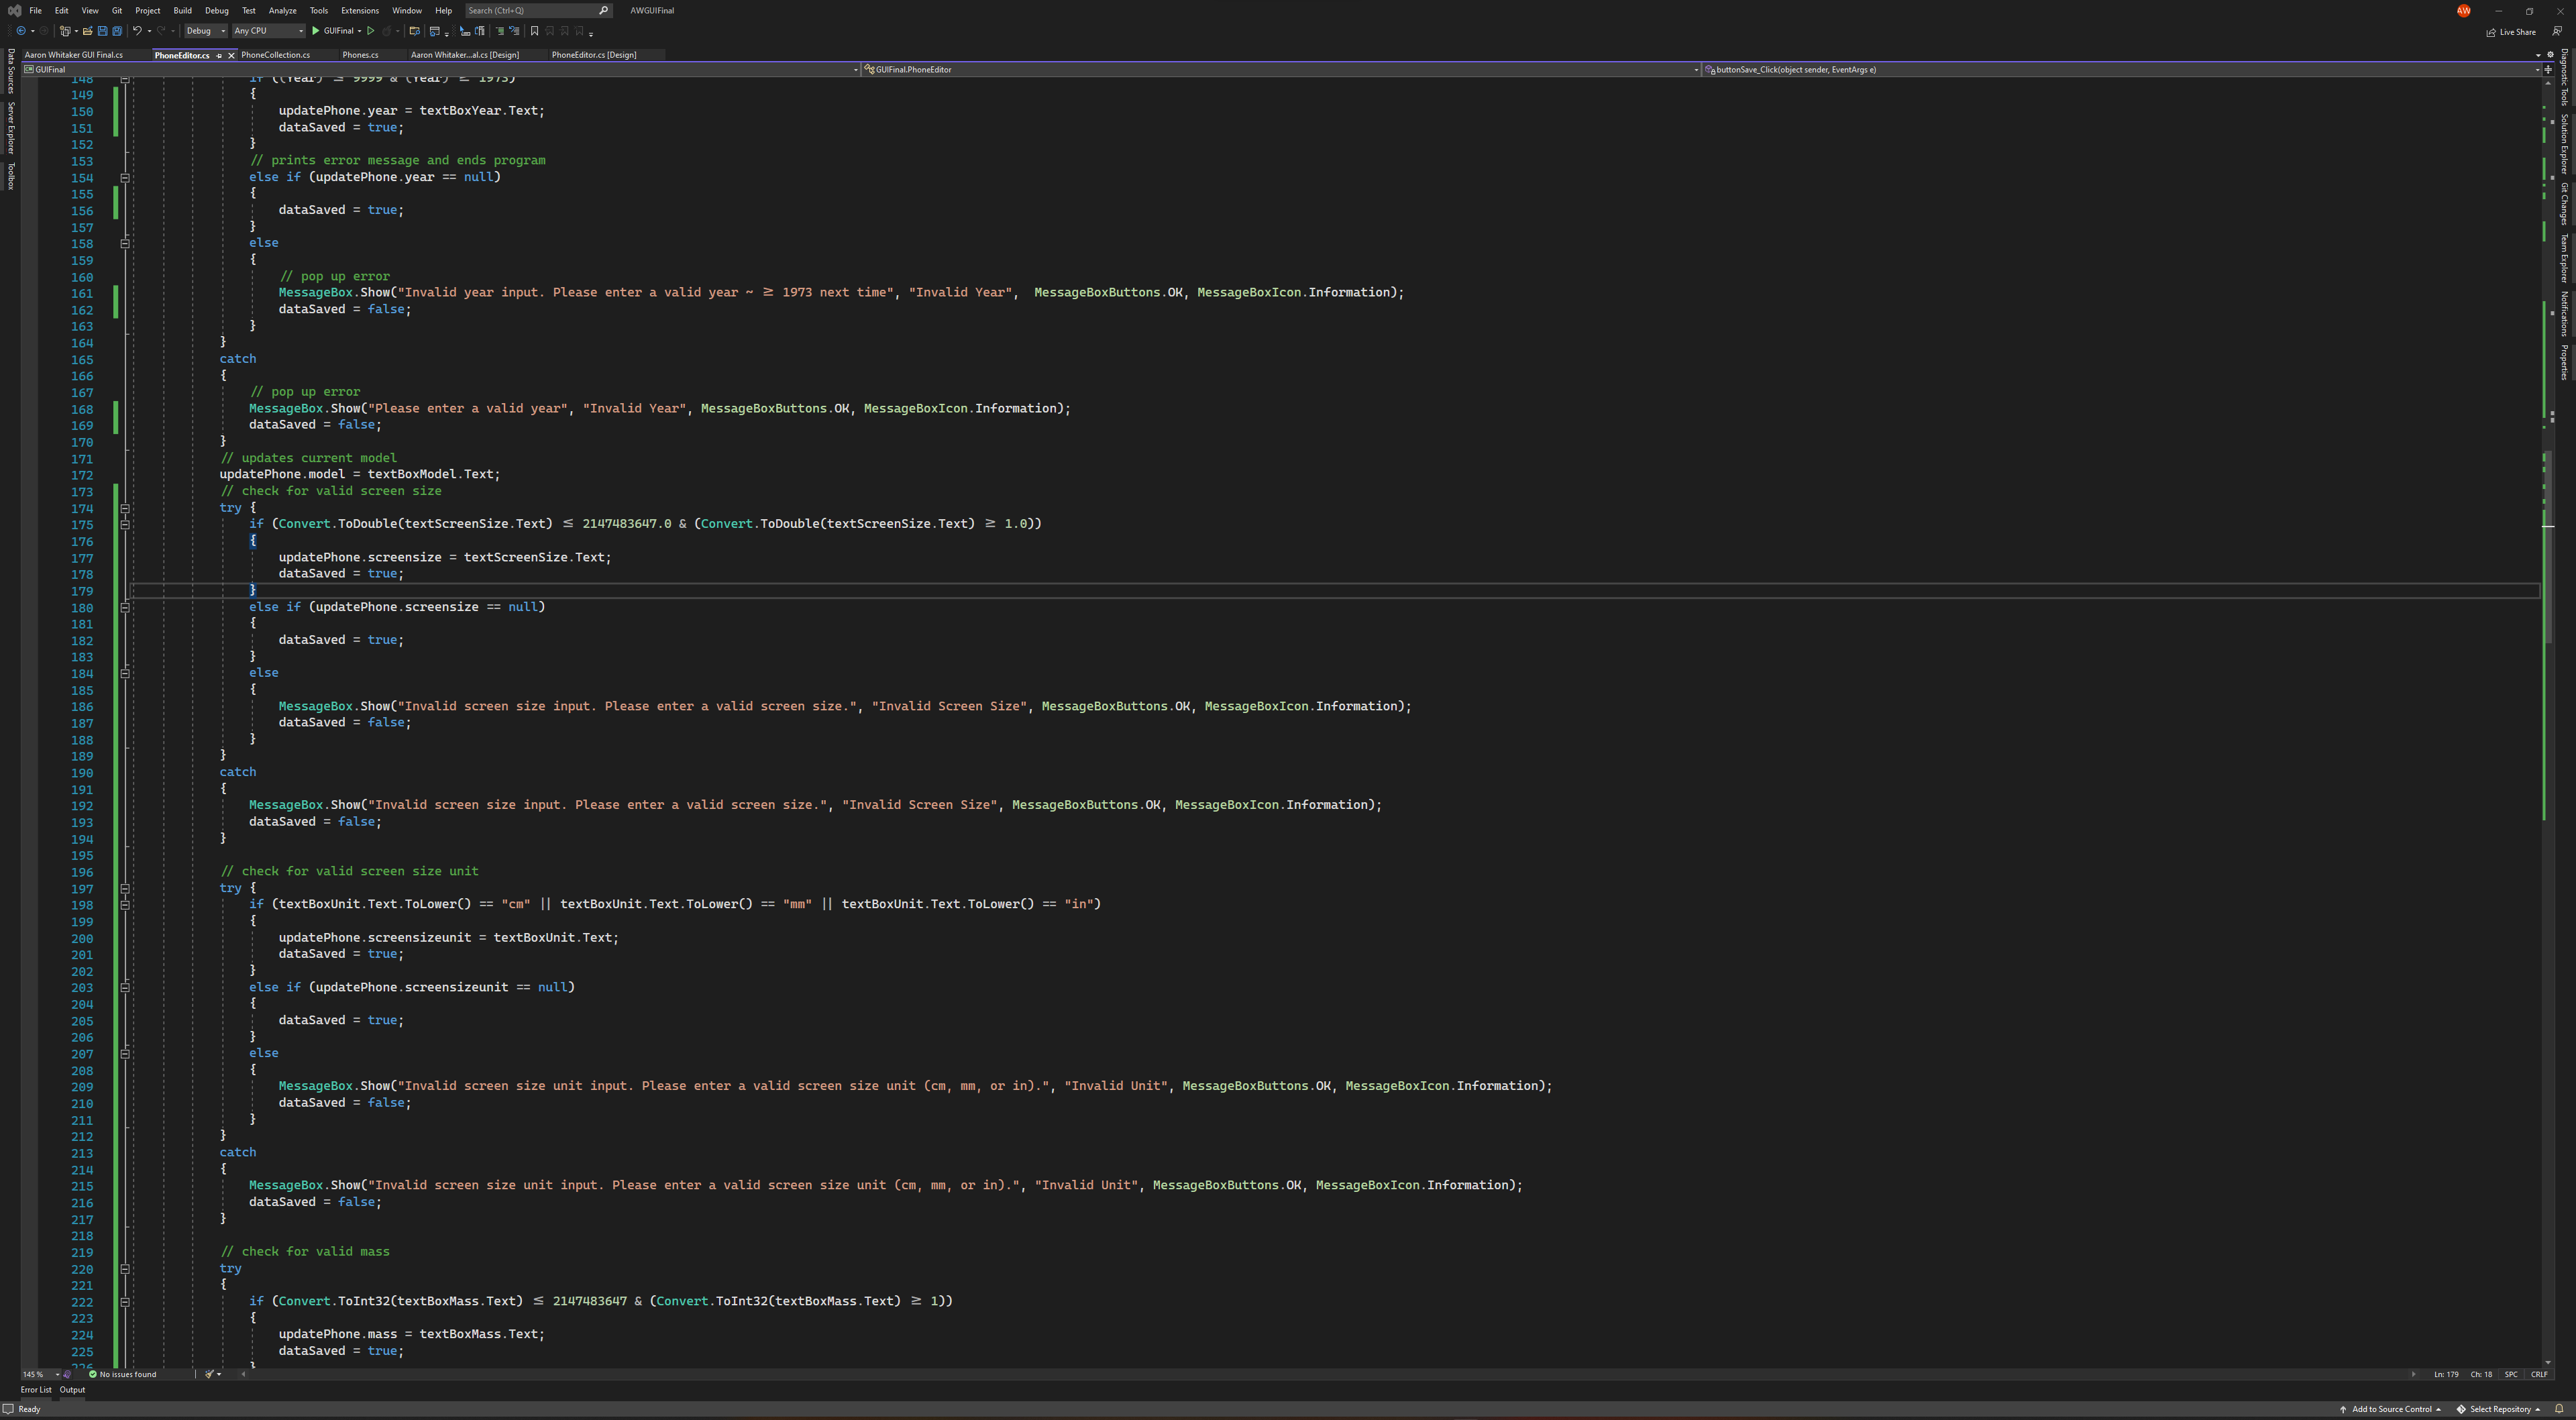 File Edit View Git Project Build Debug Test Analyze Tools Extensions Window Help Search (Ctrl+Q) AWGUIFinal AW
Debug Any CPU GUIFinal Live Share
Aaron Whitaker GUI Final.cs PhoneEditor.cs PhoneCollection.cs Phones.cs Aaron Whitaker...al.cs [Design] PhoneEditor.cs [Design]
GUIFinal GUIFinal.PhoneEditor buttonSave_Click(object sender, EventArgs e)
Data Sources
Server Explorer
Toolbox
148 if ((Year) ≤ 9999 & (Year) ≥ 1973)
149 {
150 updatePhone.year = textBoxYear.Text;
151 dataSaved = true;
152 }
153 // prints error message and ends program
154 else if (updatePhone.year == null)
155 {
156 dataSaved = true;
157 }
158 else
159 {
160 // pop up error
161 MessageBox.Show("Invalid year input. Please enter a valid year ~ ≥ 1973 next time", "Invalid Year", MessageBoxButtons.OK, MessageBoxIcon.Information);
162 dataSaved = false;
163 }
164 }
165 catch
166 {
167 // pop up error
168 MessageBox.Show("Please enter a valid year", "Invalid Year", MessageBoxButtons.OK, MessageBoxIcon.Information);
169 dataSaved = false;
170 }
171 // updates current model
172 updatePhone.model = textBoxModel.Text;
173 // check for valid screen size
174 try {
175 if (Convert.ToDouble(textScreenSize.Text) ≤ 2147483647.0 & (Convert.ToDouble(textScreenSize.Text) ≥ 1.0))
176 {
177 updatePhone.screensize = textScreenSize.Text;
178 dataSaved = true;
179 }
180 else if (updatePhone.screensize == null)
181 {
182 dataSaved = true;
183 }
184 else
185 {
186 MessageBox.Show("Invalid screen size input. Please enter a valid screen size.", "Invalid Screen Size", MessageBoxButtons.OK, MessageBoxIcon.Information);
187 dataSaved = false;
188 }
189 }
190 catch
191 {
192 MessageBox.Show("Invalid screen size input. Please enter a valid screen size.", "Invalid Screen Size", MessageBoxButtons.OK, MessageBoxIcon.Information);
193 dataSaved = false;
194 }
195
196 // check for valid screen size unit
197 try {
198 if (textBoxUnit.Text.ToLower() == "cm" || textBoxUnit.Text.ToLower() == "mm" || textBoxUnit.Text.ToLower() == "in")
199 {
200 updatePhone.screensizeunit = textBoxUnit.Text;
201 dataSaved = true;
202 }
203 else if (updatePhone.screensizeunit == null)
204 {
205 dataSaved = true;
206 }
207 else
208 {
209 MessageBox.Show("Invalid screen size unit input. Please enter a valid screen size unit (cm, mm, or in).", "Invalid Unit", MessageBoxButtons.OK, MessageBoxIcon.Information);
210 dataSaved = false;
211 }
212 }
213 catch
214 {
215 MessageBox.Show("Invalid screen size unit input. Please enter a valid screen size unit (cm, mm, or in).", "Invalid Unit", MessageBoxButtons.OK, MessageBoxIcon.Information);
216 dataSaved = false;
217 }
218
219 // check for valid mass
220 try
221 {
222 if (Convert.ToInt32(textBoxMass.Text) ≤ 2147483647 & (Convert.ToInt32(textBoxMass.Text) ≥ 1))
223 {
224 updatePhone.mass = textBoxMass.Text;
225 dataSaved = true;
226 }
Diagnostic Tools
Solution Explorer
Git Changes
Team Explorer
Notifications
Properties
145 % No issues found Ln: 179 Ch: 18 SPC CRLF
Error List Output
Ready Add to Source Control Select Repository